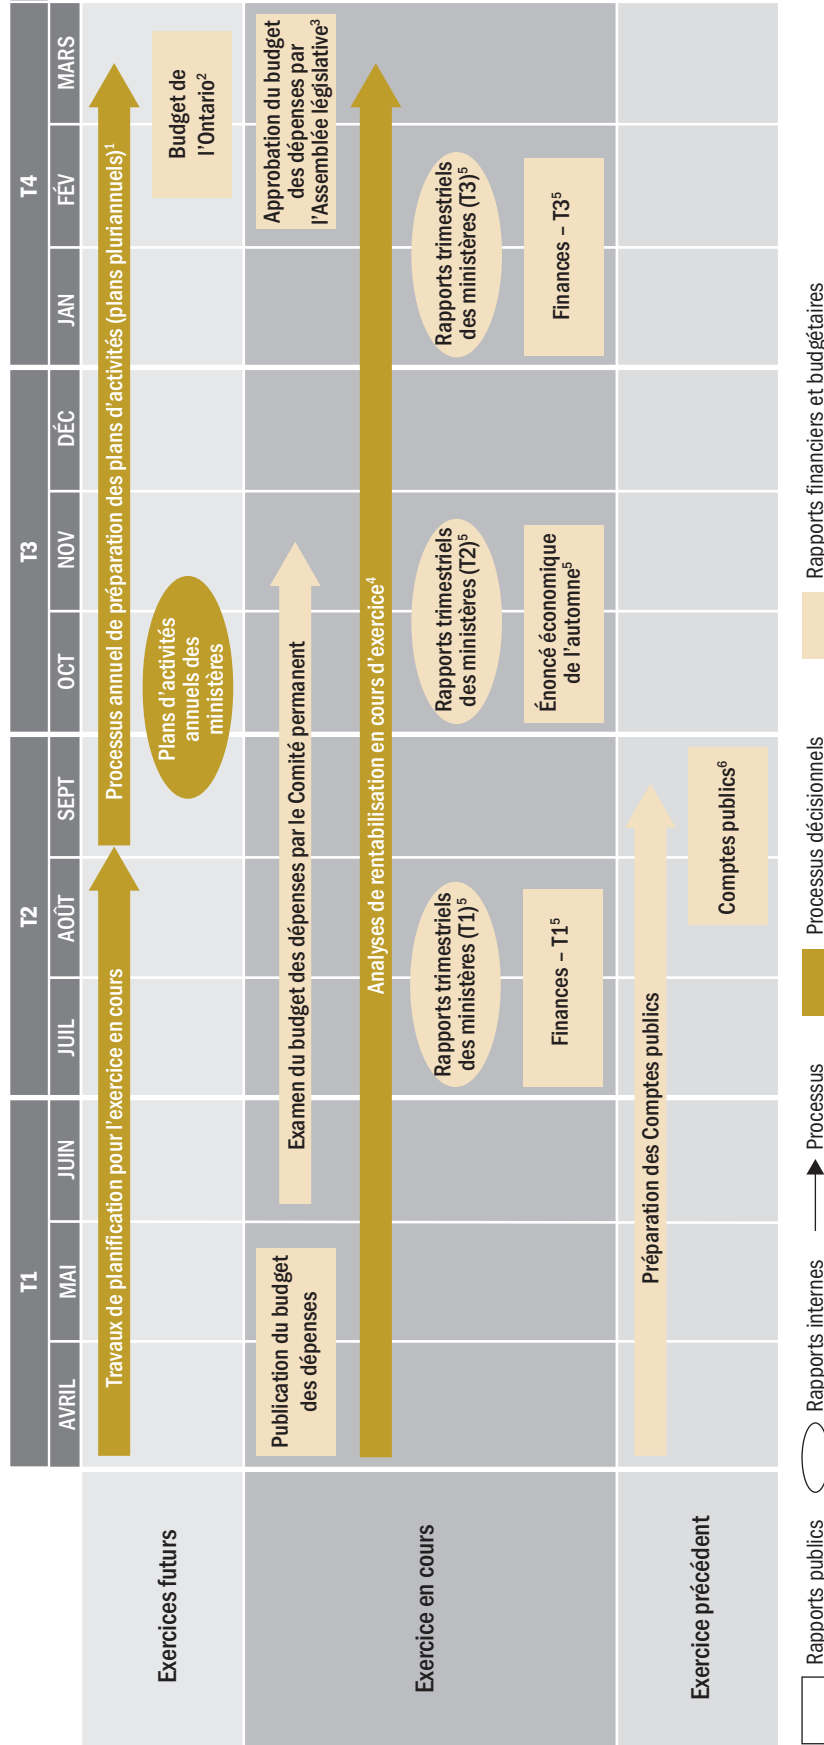 T1
T2
T3
T4
AVRIL
MAI
JUIN
JUIL
AOÛT
SEPT
OCT
NOV
DÉC
JAN
FÉV
MARS
Exercices futurs
Travaux de planification pour l'exercice en cours
Processus annuel de préparation des plans d'activités (plans pluriannuels)¹
Plans d'activités
annuels des
ministères
Budget de
l'Ontario²
Exercice en cours
Publication du budget
des dépenses
Examen du budget des dépenses par le Comité permanent
Approbation du budget
des dépenses par
l'Assemblée législative³
Analyses de rentabilisation en cours d'exercice⁴
Rapports trimestriels
des ministères (T1)⁵
Rapports trimestriels
des ministères (T2)⁵
Rapports trimestriels
des ministères (T3)⁵
Finances – T1⁵
Énoncé économique
de l'automne⁵
Finances – T3⁵
Exercice précédent
Préparation des Comptes publics
Comptes publics⁶
Rapports publics
Rapports internes
Processus
Processus décisionnels
Rapports financiers et budgétaires